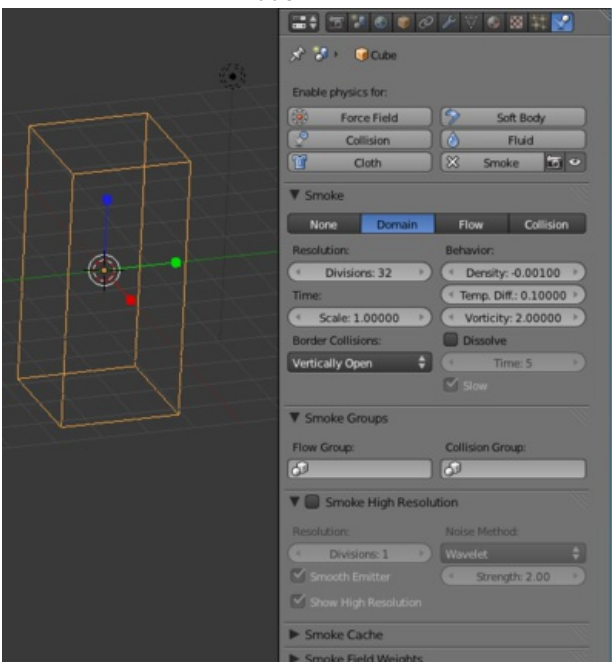 Cube
Enable physics for:
Force Field Soft Body
Collision Fluid
Cloth Smoke
Smoke
None Domain Flow Collision
Resolution: Behavior:
Divisions: 32 Density: -0.00100
Time: Temp. Diff.: 0.10000
Scale: 1.00000 Vorticity: 2.00000
Border Collisions: Dissolve
Vertically Open Time: 5
Slow
Smoke Groups
Flow Group: Collision Group:
Smoke High Resolution
Resolution: Noise Method:
Divisions: 1 Wavelet
Smooth Emitter Strength: 2.00
Show High Resolution
Smoke Cache
Smoke Field Weights